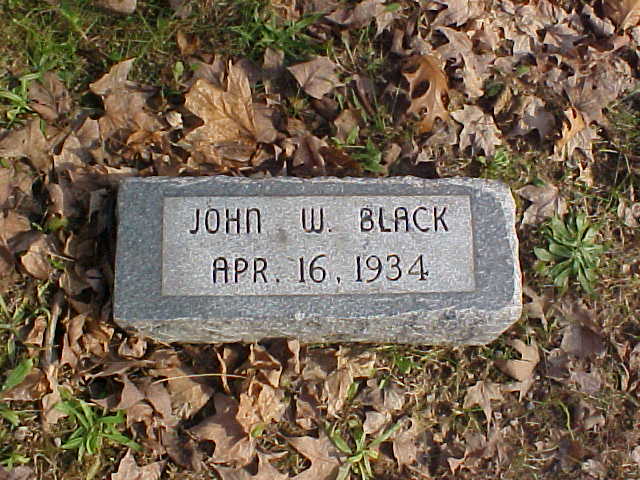 JOHN W. BLACK
APR. 16, 1934